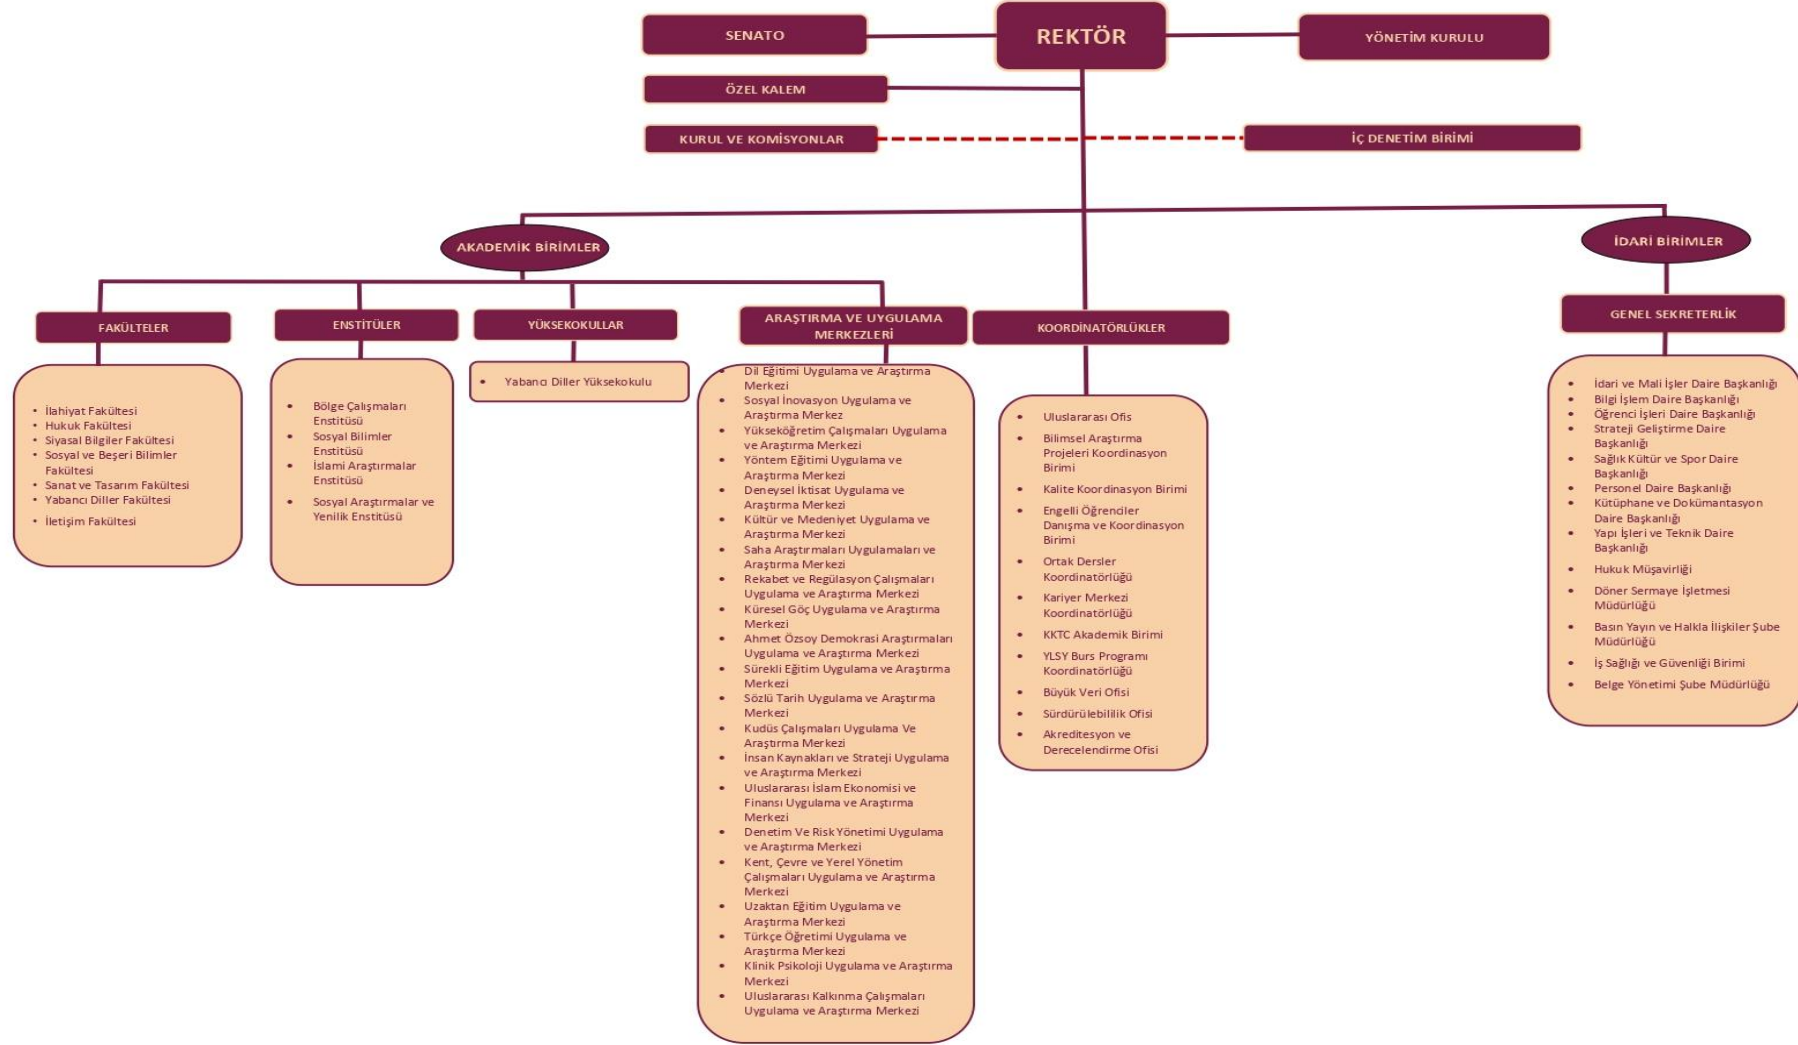 SENATO
REKTÖR
YÖNETİM KURULU
ÖZEL KALEM
KURUL VE KOMİSYONLAR
İÇ DENETİM BİRİMİ
AKADEMİK BİRİMLER
İDARİ BİRİMLER
FAKÜLTELER
• İlahiyat Fakültesi
• Hukuk Fakültesi
• Siyasal Bilgiler Fakültesi
• Sosyal ve Beşeri Bilimler
Fakültesi
• Sanat ve Tasarım Fakültesi
• Yabancı Diller Fakültesi
• İletişim Fakültesi
ENSTİTÜLER
• Bölge Çalışmaları
Enstitüsü
• Sosyal Bilimler
Enstitüsü
• İslami Araştırmalar
Enstitüsü
• Sosyal Araştırmalar ve
Yenilik Enstitüsü
YÜKSEKOKULLAR
• Yabancı Diller Yüksekokulu
ARAŞTIRMA VE UYGULAMA
MERKEZLERİ
• Dil Eğitimi Uygulama ve Araştırma
Merkezi
• Sosyal İnovasyon Uygulama ve
Araştırma Merkez
• Yükseköğretim Çalışmaları Uygulama
ve Araştırma Merkezi
• Yöntem Eğitimi Uygulama ve
Araştırma Merkezi
• Deneysel İktisat Uygulama ve
Araştırma Merkezi
• Kültür ve Medeniyet Uygulama ve
Araştırma Merkezi
• Saha Araştırmaları Uygulamaları ve
Araştırma Merkezi
• Rekabet ve Regülasyon Çalışmaları
Uygulama ve Araştırma Merkezi
• Küresel Göç Uygulama ve Araştırma
Merkezi
• Ahmet Özsoy Demokrasi Araştırmaları
Uygulama ve Araştırma Merkezi
• Sürekli Eğitim Uygulama ve Araştırma
Merkezi
• Sözlü Tarih Uygulama ve Araştırma
Merkezi
• Kudüs Çalışmaları Uygulama Ve
Araştırma Merkezi
• İnsan Kaynakları ve Strateji Uygulama
ve Araştırma Merkezi
• Uluslararası İslam Ekonomisi ve
Finansı Uygulama ve Araştırma
Merkezi
• Denetim Ve Risk Yönetimi Uygulama
ve Araştırma Merkezi
• Kent, Çevre ve Yerel Yönetim
Çalışmaları Uygulama ve Araştırma
Merkezi
• Uzaktan Eğitim Uygulama ve
Araştırma Merkezi
• Türkçe Öğretimi Uygulama ve
Araştırma Merkezi
• Klinik Psikoloji Uygulama ve Araştırma
Merkezi
• Uluslararası Kalkınma Çalışmaları
Uygulama ve Araştırma Merkezi
KOORDİNATÖRLÜKLER
• Uluslararası Ofis
• Bilimsel Araştırma
Projeleri Koordinasyon
Birimi
• Kalite Koordinasyon Birimi
• Engelli Öğrenciler
Danışma ve Koordinasyon
Birimi
• Ortak Dersler
Koordinatörlüğü
• Kariyer Merkezi
Koordinatörlüğü
• KKTC Akademik Birimi
• YLSY Burs Programı
Koordinatörlüğü
• Büyük Veri Ofisi
• Sürdürülebililik Ofisi
• Akreditesyon ve
Derecelendirme Ofisi
GENEL SEKRETERLİK
• İdari ve Mali İşler Daire Başkanlığı
• Bilgi İşlem Daire Başkanlığı
• Öğrenci İşleri Daire Başkanlığı
• Strateji Geliştirme Daire
Başkanlığı
• Sağlık Kültür ve Spor Daire
Başkanlığı
• Personel Daire Başkanlığı
• Kütüphane ve Dokümantasyon
Daire Başkanlığı
• Yapı İşleri ve Teknik Daire
Başkanlığı
• Hukuk Müşavirliği
• Döner Sermaye İşletmesi
Müdürlüğü
• Basın Yayın ve Halkla İlişkiler Şube
Müdürlüğü
• İş Sağlığı ve Güvenliği Birimi
• Belge Yönetimi Şube Müdürlüğü